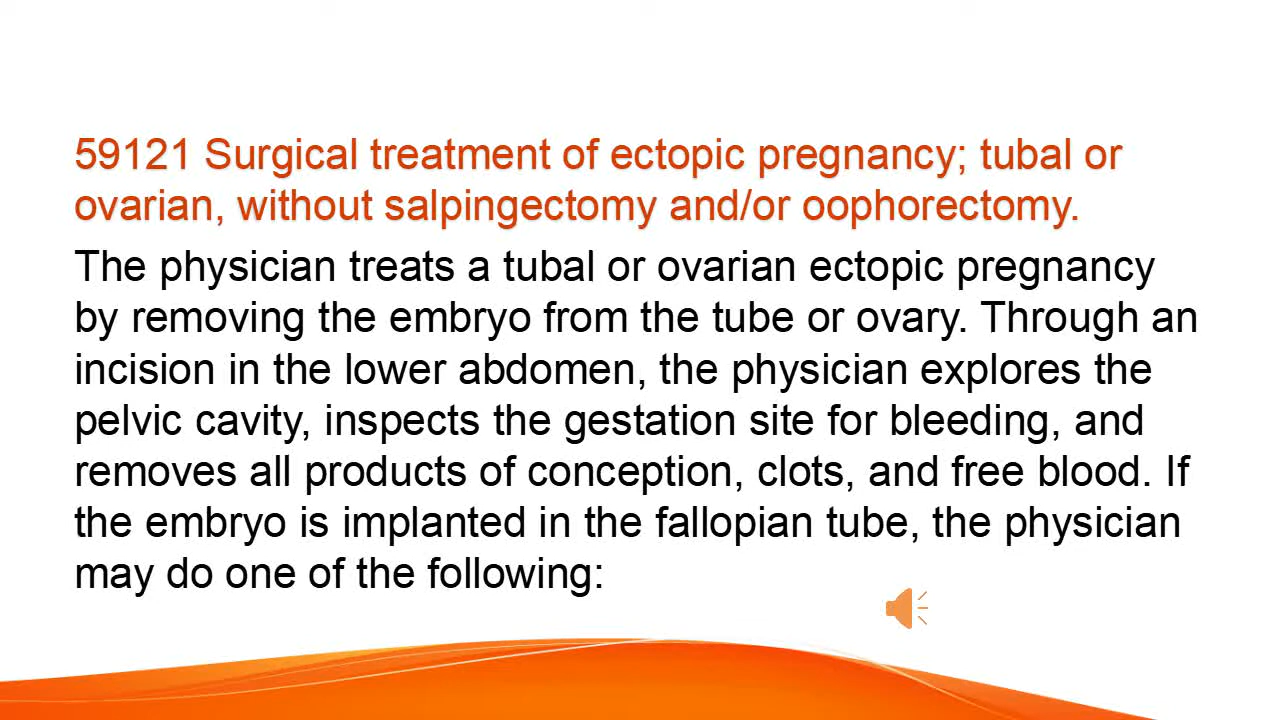 59121 Surgical treatment of ectopic pregnancy; tubal or
ovarian, without salpingectomy and/or oophorectomy.
The physician treats a tubal or ovarian ectopic pregnancy
by removing the embryo from the tube or ovary. Through an
incision in the lower abdomen, the physician explores the
pelvic cavity, inspects the gestation site for bleeding, and
removes all products of conception, clots, and free blood. If
the embryo is implanted in the fallopian tube, the physician
may do one of the following: